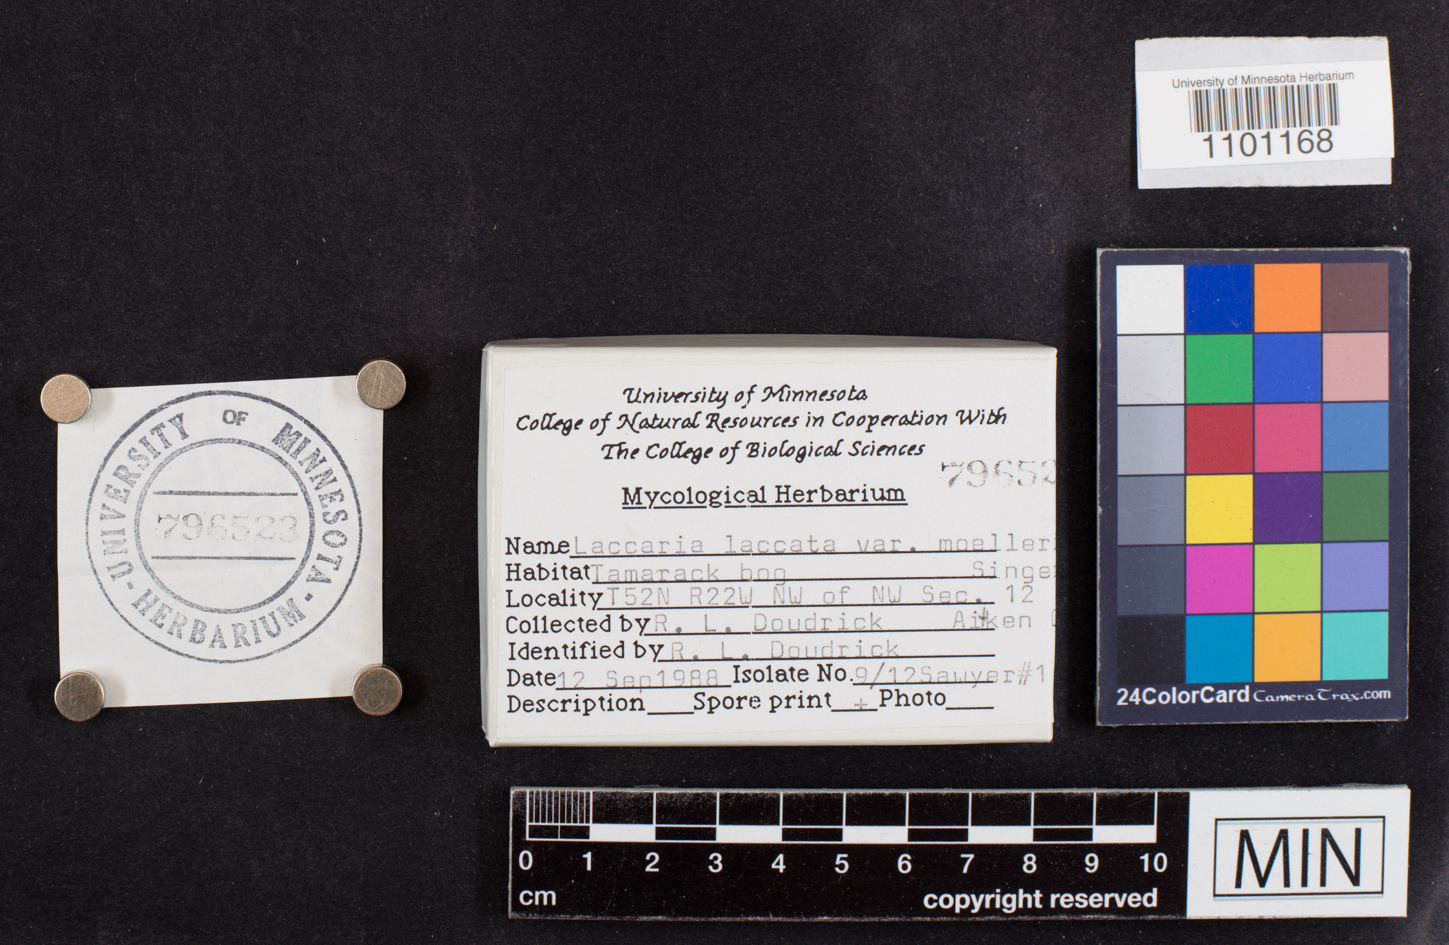 University of Minnesota Herbarium
1101168
UNIVERSITY OF MINNESOTA
796523
HERBARIUM
University of Minnesota
College of Natural Resources in Cooperation With
The College of Biological Sciences
79652
Mycological Herbarium
Name Laccaria laccata var. moeller
Habitat Tamarack bog Singe
Locality T52N R22W NW of NW Sec. 12
Collected by R. L. Doudrick Aitken
Identified by R. L. Doudrick
Date 12 Sep1988 Isolate No. 9/12Sawyer#1
Description Spore print + Photo
24ColorCard CameraTrax.com
0 1 2 3 4 5 6 7 8 9 10
cm copyright reserved
MIN